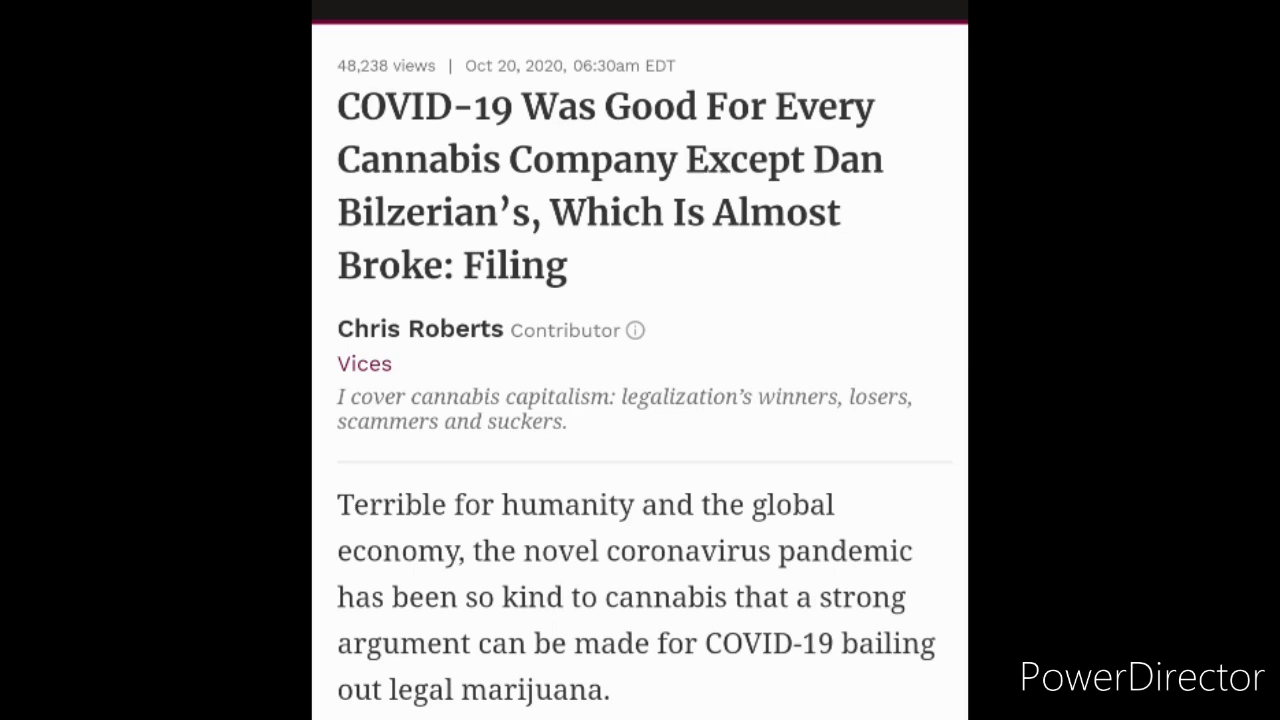 48,238 views | Oct 20, 2020, 06:30am EDT
COVID-19 Was Good For Every
Cannabis Company Except Dan
Bilzerian’s, Which Is Almost
Broke: Filing
Chris Roberts Contributor ⓘ
Vices
I cover cannabis capitalism: legalization’s winners, losers,
scammers and suckers.
Terrible for humanity and the global
economy, the novel coronavirus pandemic
has been so kind to cannabis that a strong
argument can be made for COVID-19 bailing
out legal marijuana.
PowerDirector